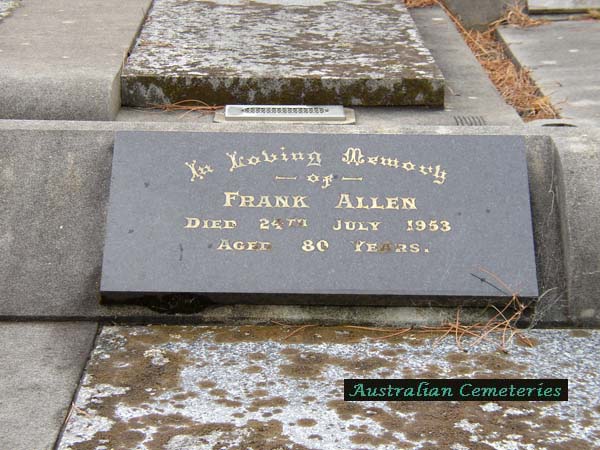 In Loving Memory
— of —
FRANK ALLEN
DIED 24TH JULY 1953
AGED 80 YEARS.
Australian Cemeteries